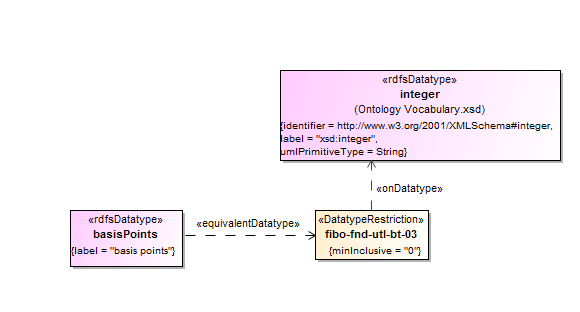 «rdfsDatatype»
integer
(Ontology Vocabulary.xsd)
{identifier = http://www.w3.org/2001/XMLSchema#integer,
label = "xsd:integer",
umlPrimitiveType = String}
«onDatatype»
«rdfsDatatype»
basisPoints
{label = "basis points"}
«equivalentDatatype»
«DatatypeRestriction»
fibo-fnd-utl-bt-03
{minInclusive = "0"}